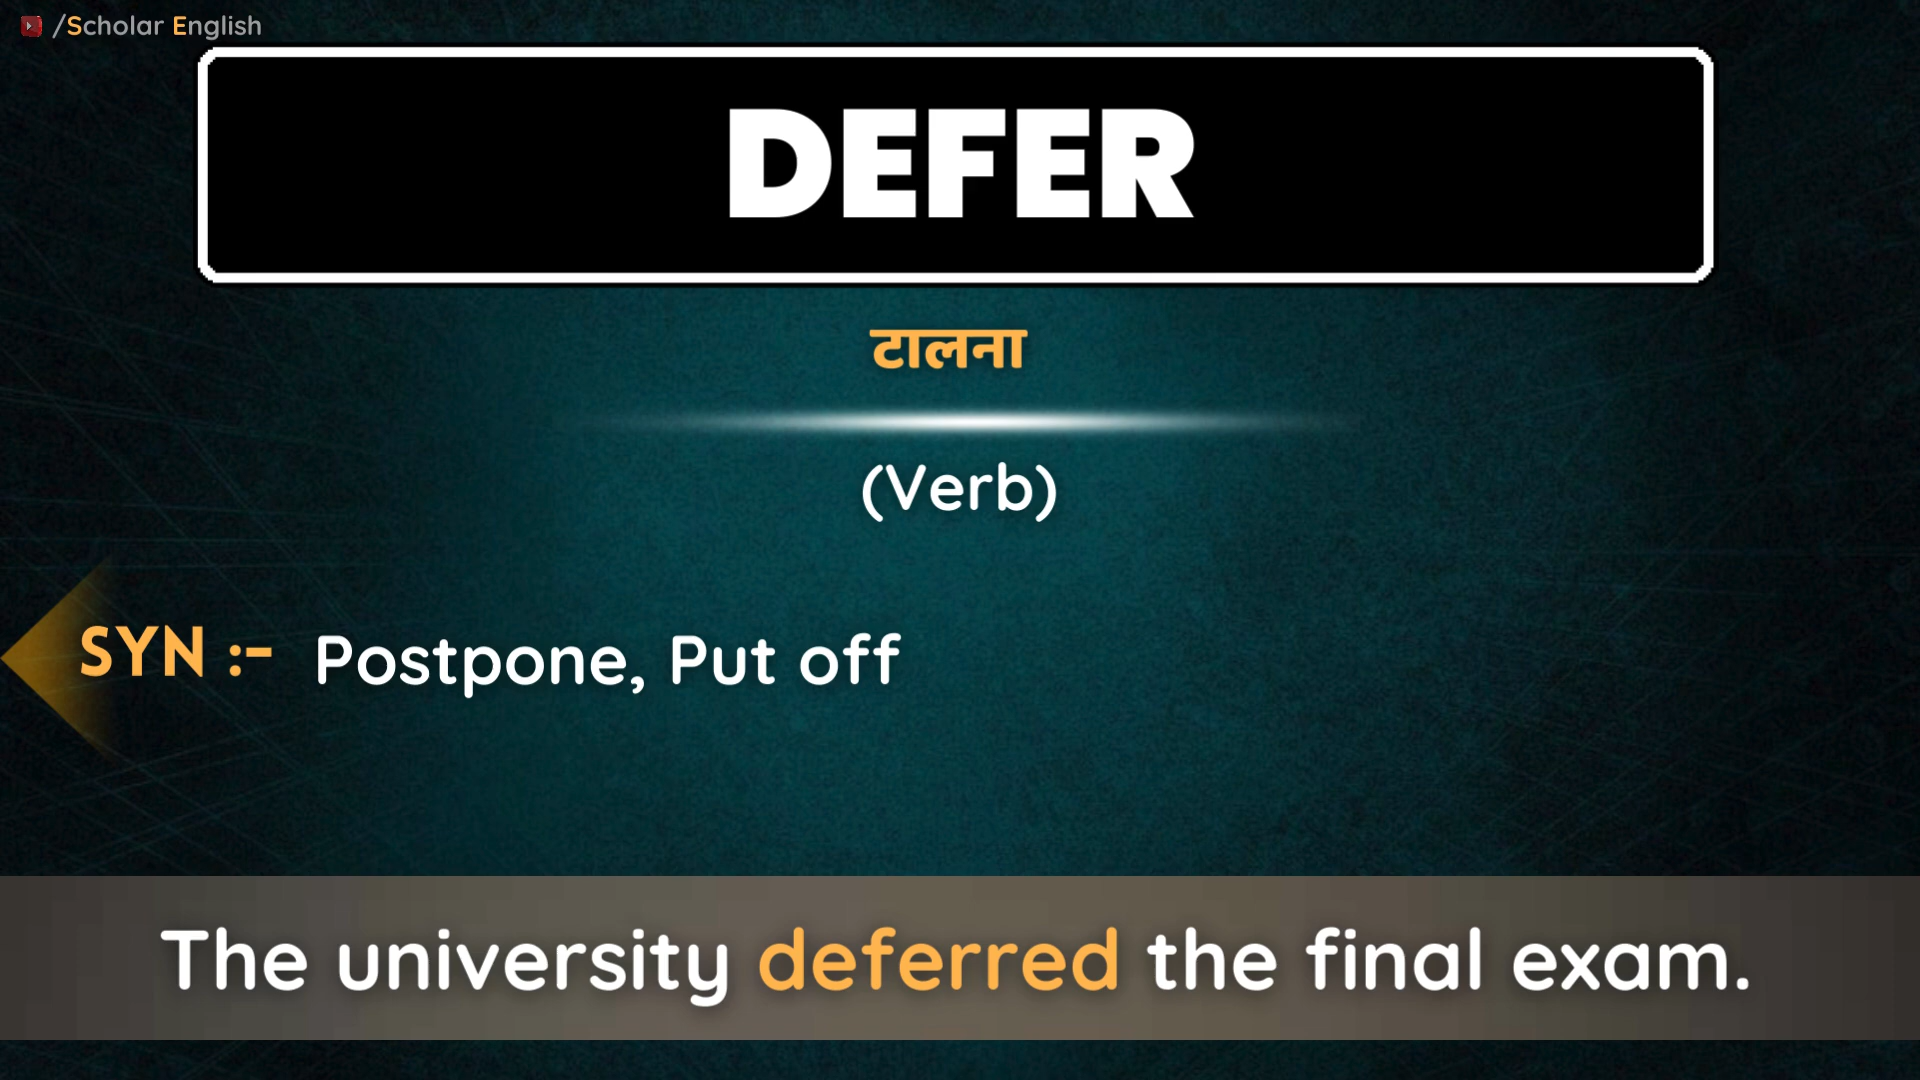 /Scholar English
DEFER
टालना
(Verb)
SYN :- Postpone, Put off
The university deferred the final exam.